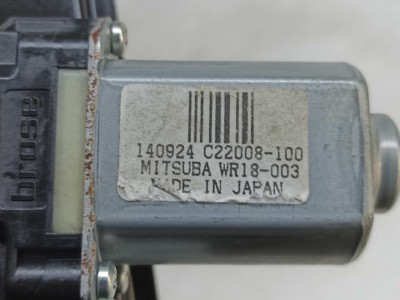 brose
140924 C22008-100
MITSUBA WR18-003
MADE IN JAPAN